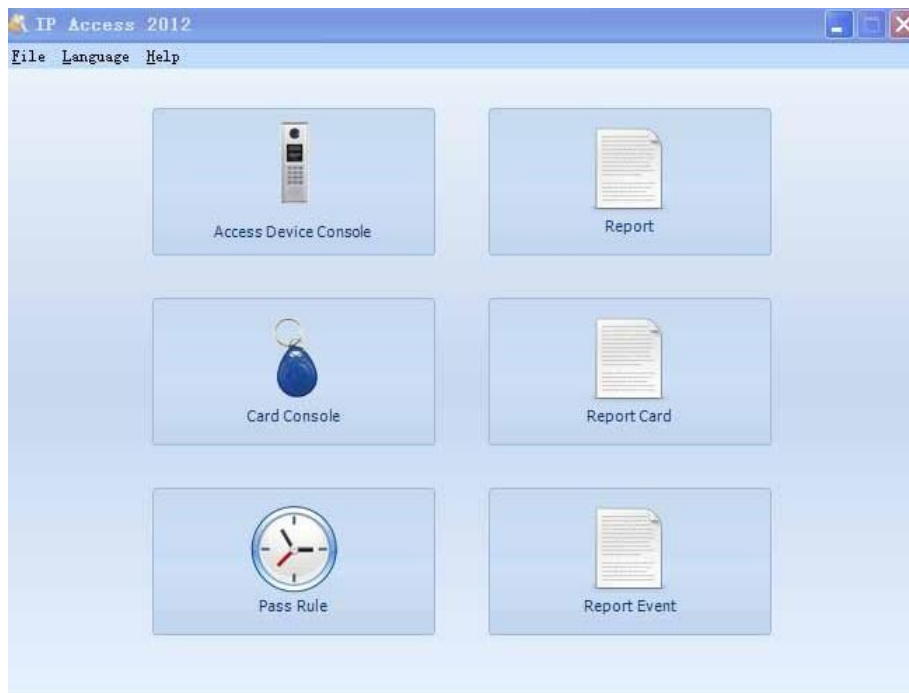 IP Access 2012
File Language Help
Access Device Console
Report
Card Console
Report Card
Pass Rule
Report Event